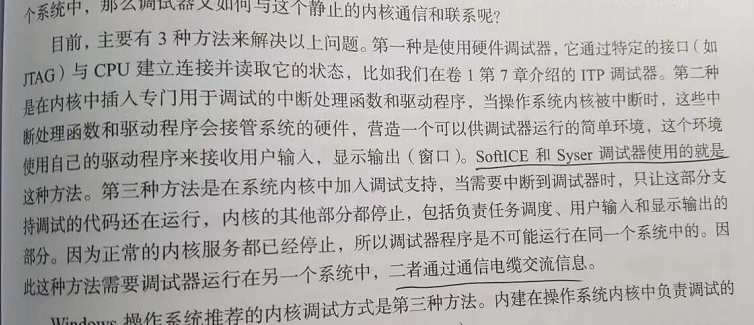 个系统中，那么调试器又如何与这个静止的内核通信和联系呢？
目前，主要有 3 种方法来解决以上问题。第一种是使用硬件调试器，它通过特定的接口（如
JTAG）与 CPU 建立连接并读取它的状态，比如我们在卷 1 第 7 章介绍的 ITP 调试器。第二种
是在内核中插入专门用于调试的中断处理函数和驱动程序，当操作系统内核被中断时，这些中
断处理函数和驱动程序会接管系统的硬件，营造一个可以供调试器运行的简单环境，这个环境
使用自己的驱动程序来接收用户输入，显示输出（窗口）。SoftICE 和 Syser 调试器使用的就是
这种方法。第三种方法是在系统内核中加入调试支持，当需要中断到调试器时，只让这部分支
持调试的代码还在运行，内核的其他部分都停止，包括负责任务调度、用户输入和显示输出的
部分。因为正常的内核服务都已经停止，所以调试器程序是不可能运行在同一个系统中的。因
此这种方法需要调试器运行在另一个系统中，二者通过通信电缆交流信息。
Windows 操作系统推荐的内核调试方式是第三种方法。内建在操作系统内核中负责调试的